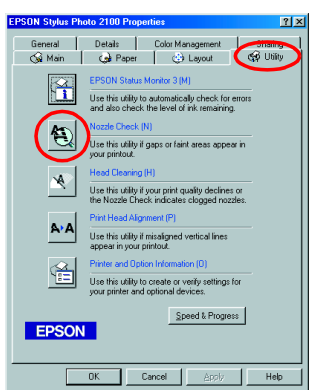 EPSON Stylus Photo 2100 Properties
General Details Color Management Sharing
Main Paper Layout Utility
EPSON Status Monitor 3 (M)
Use this utility to automatically check for errors
and also check the level of ink remaining.
Nozzle Check (N)
Use this utility if gaps or faint areas appear in
your printout.
Head Cleaning (H)
Use this utility if your print quality declines or
the Nozzle Check indicates clogged nozzles.
Print Head Alignment (P)
Use this utility if misaligned vertical lines
appear in your printout.
Printer and Option Information (O)
Use this utility to create or verify settings for
your printer and optional devices.
Speed & Progress
EPSON
OK Cancel Apply Help